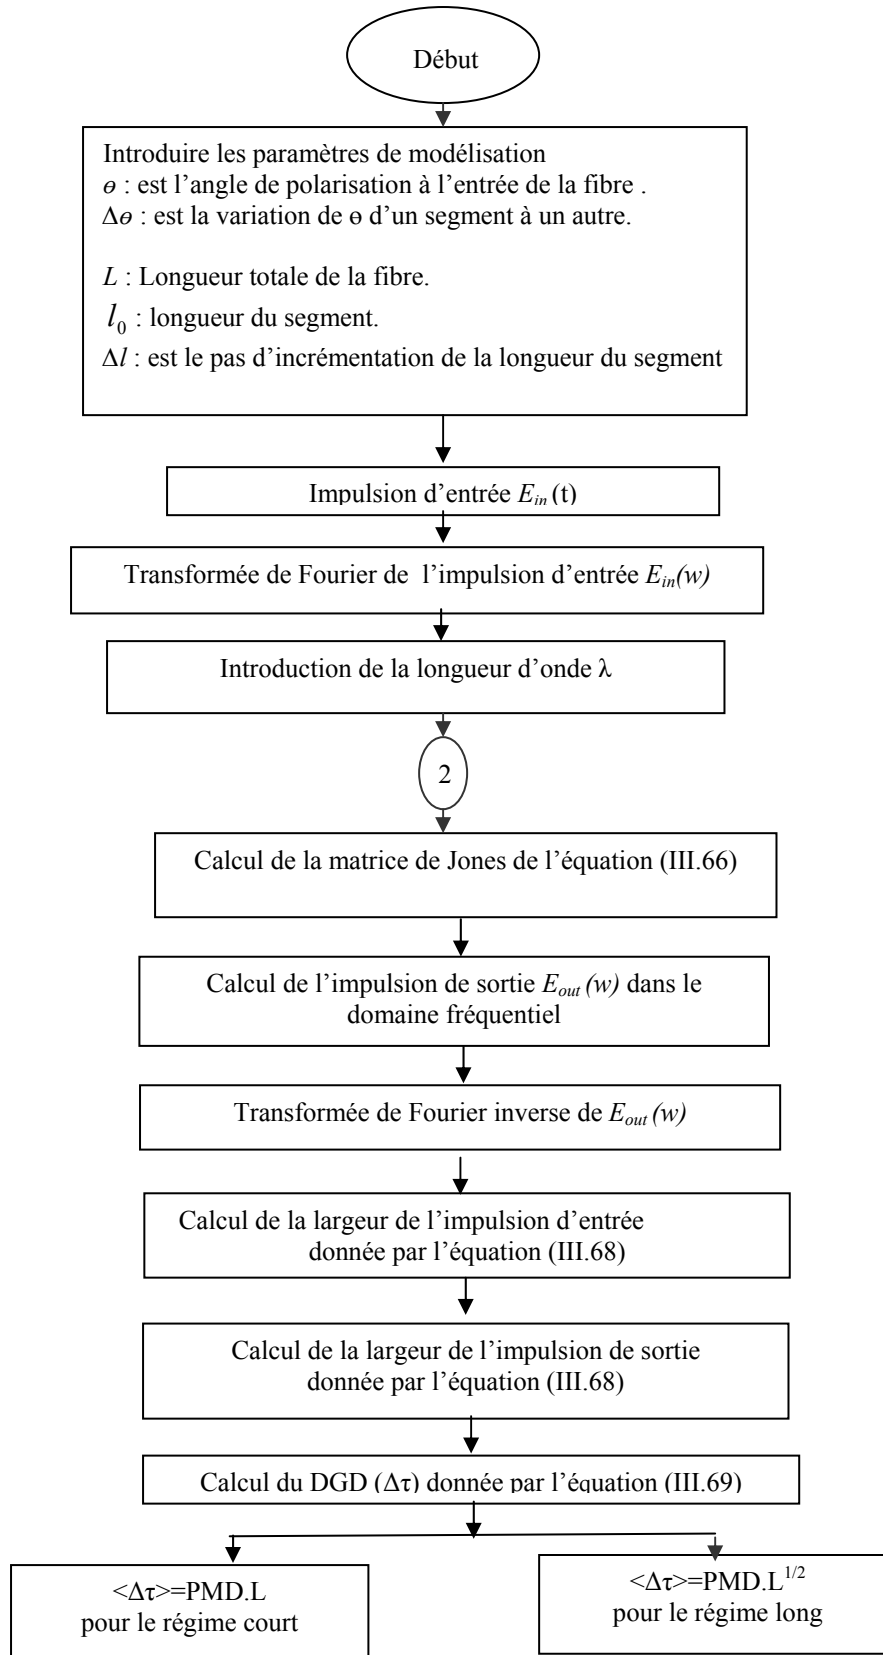 Début
Introduire les paramètres de modélisation
ɵ : est l’angle de polarisation à l’entrée de la fibre .
Δɵ : est la variation de ɵ d’un segment à un autre.
L : Longueur totale de la fibre.
l₀ : longueur du segment.
Δl : est le pas d’incrémentation de la longueur du segment
Impulsion d’entrée Eᵢₙ (t)
Transformée de Fourier de l’impulsion d’entrée Eᵢₙ(w)
Introduction de la longueur d’onde λ
2
Calcul de la matrice de Jones de l’équation (III.66)
Calcul de l’impulsion de sortie Eₒᵤₜ (w) dans le
domaine fréquentiel
Transformée de Fourier inverse de Eₒᵤₜ (w)
Calcul de la largeur de l’impulsion d’entrée
donnée par l’équation (III.68)
Calcul de la largeur de l’impulsion de sortie
donnée par l’équation (III.68)
Calcul du DGD (Δτ) donnée par l’équation (III.69)
<Δτ>=PMD.L
pour le régime court
<Δτ>=PMD.L^1/2
pour le régime long